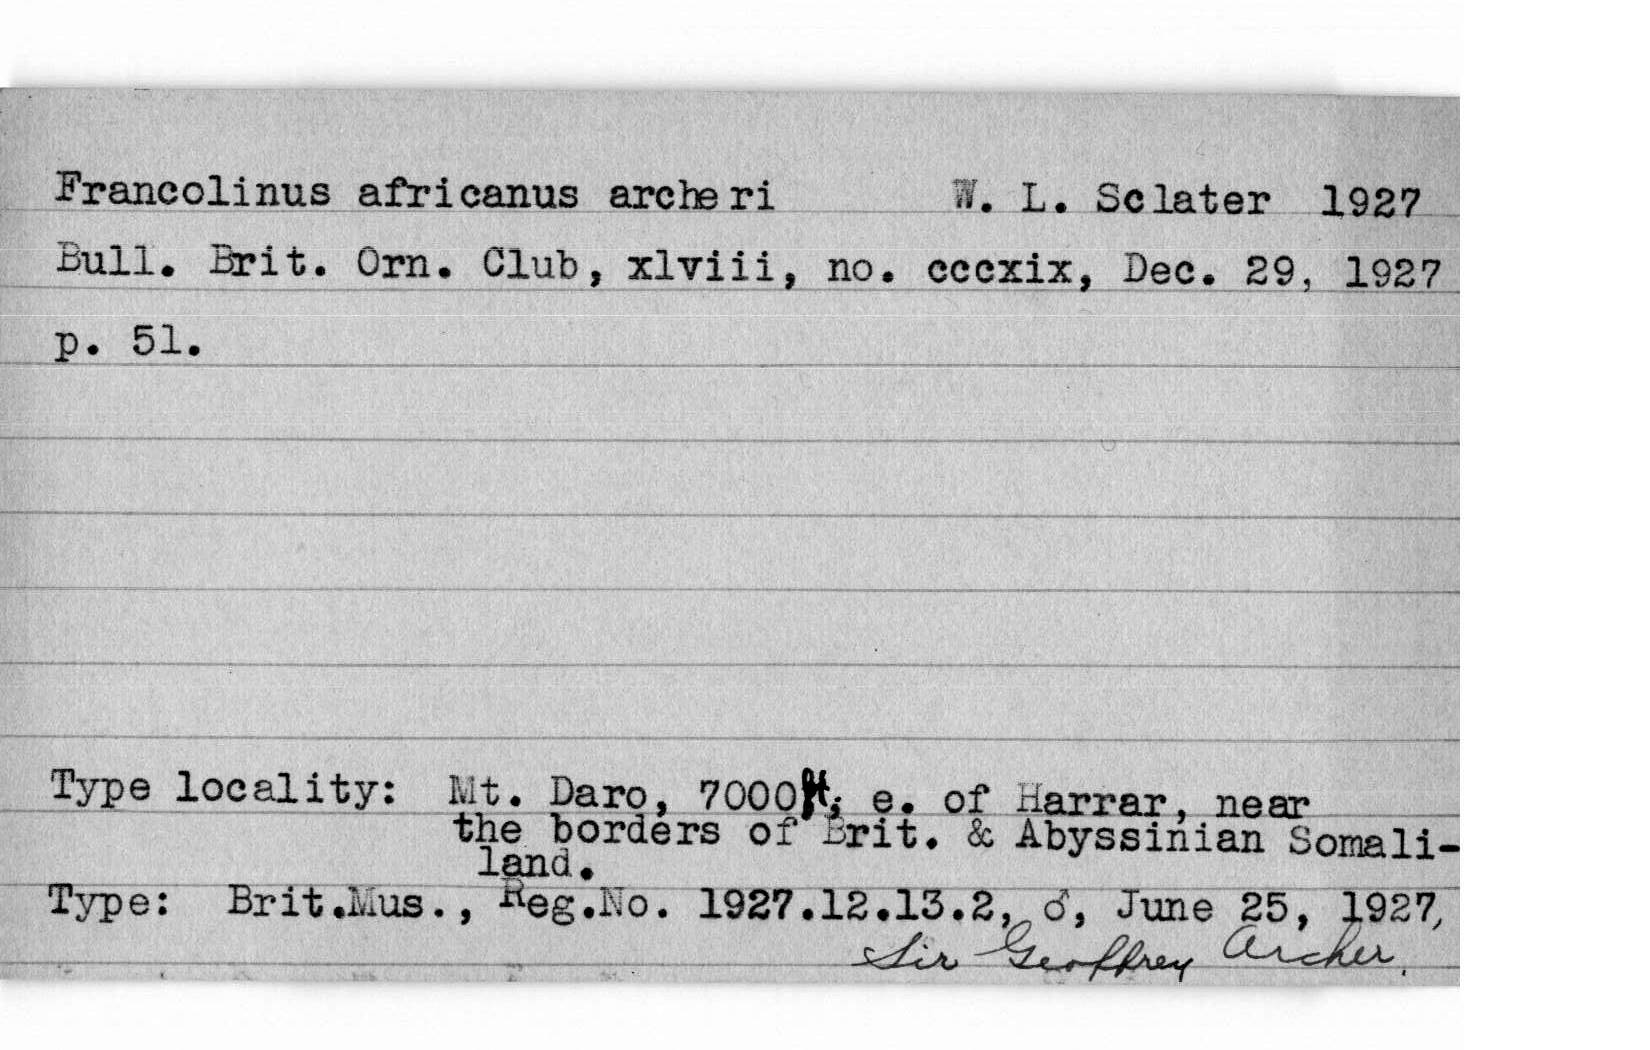 Francolinus africanus archeri W. L. Sclater 1927
Bull. Brit. Orn. Club, xlviii, no. cccxix, Dec. 29, 1927
p. 51.
Type locality: Mt. Daro, 7000ft; e. of Harrar, near
the borders of Brit. & Abyssinian Somali-
land.
Type: Brit.Mus., Reg.No. 1927.12.13.2, ♂, June 25, 1927,
Sir Geoffrey Archer.